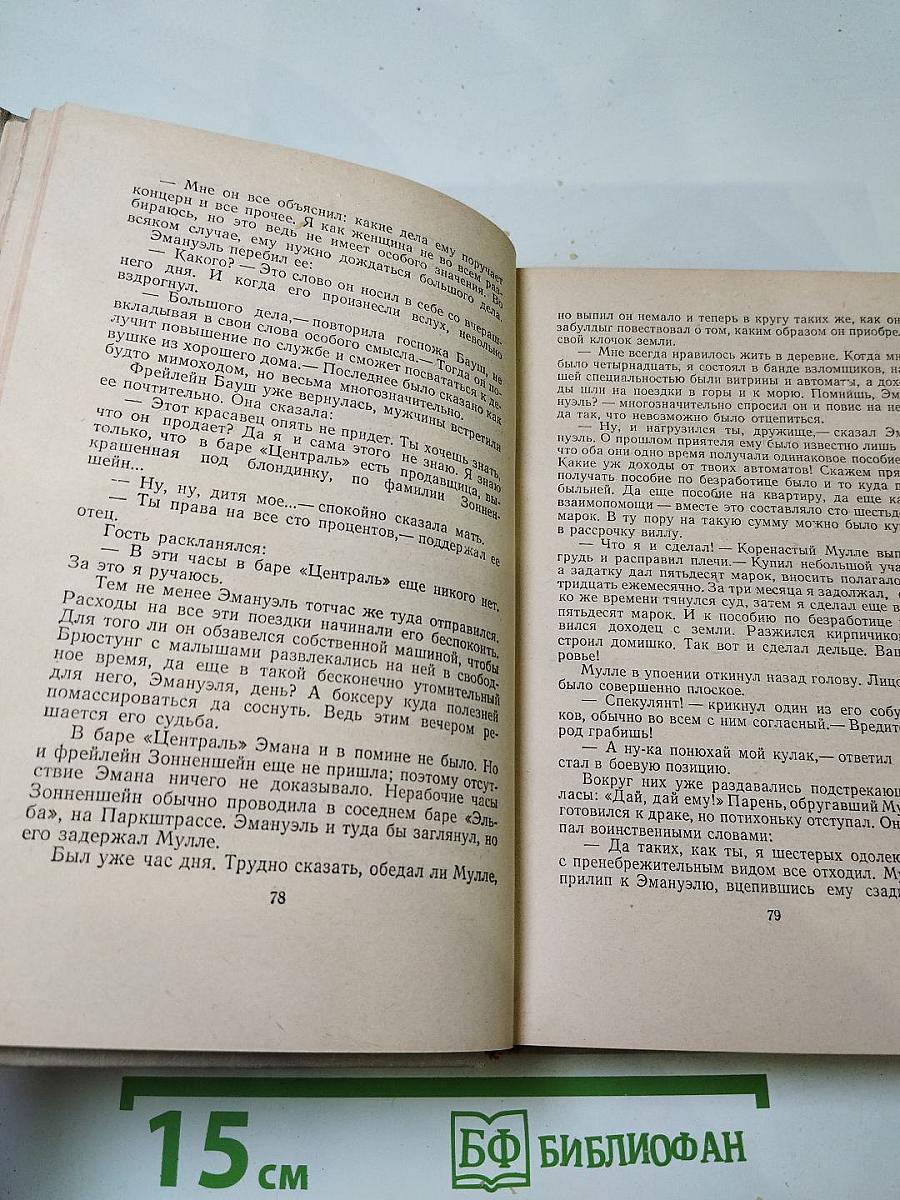 — Мне он все объяснил: какие дела ему поручает
концерн и все прочее. Я как женщина не во всем раз-
бираюсь, но это ведь не имеет особого значения. Во
всяком случае, ему нужно дождаться большого дела.
Эмануэль перебил ее:
— Какого? — Это слово он носил в себе со вчераш-
него дня. И когда его произнесли вслух, невольно
вздрогнул.
— Большого дела,— повторила госпожа Бауш, не
вкладывая в свои слова особого смысла.— Тогда он по-
лучит повышение по службе и сможет посвататься к де-
вушке из хорошего дома.— Последнее было сказано как
будто мимоходом, но весьма многозначительно.
Фрейлейн Бауш уже вернулась, мужчины встретили
ее почтительно. Она сказала:
— Этот красавец опять не придет. Ты хочешь знать,
что он продает? Да я и сама этого не знаю. Я знаю
только, что в баре «Централь» есть продавщица, вы-
крашенная под блондинку, по фамилии Зоннен-
шейн...
— Ну, ну, дитя мое...— спокойно сказала мать.
— Ты права на все сто процентов,— поддержал ее
отец.
Гость раскланялся:
— В эти часы в баре «Централь» еще никого нет.
За это я ручаюсь.
Тем не менее Эмануэль тотчас же туда отправился.
Расходы на все эти поездки начинали его беспокоить.
Для того ли он обзавелся собственной машиной, чтобы
Брюстунг с малышами развлекались на ней в свобод-
ное время, да еще в такой бесконечно утомительный
для него, Эмануэля, день? А боксеру куда полезней
помассироваться да соснуть. Ведь этим вечером ре-
шается его судьба.
В баре «Централь» Эмана и в помине не было. Но
и фрейлейн Зонненшейн еще не пришла; поэтому отсут-
ствие Эмана ничего не доказывало. Нерабочие часы
Зонненшейн обычно проводила в соседнем баре «Эль-
ба», на Паркштрассе. Эмануэль и туда бы заглянул, но
его задержал Мулле.
Был уже час дня. Трудно сказать, обедал ли Мулле,
78
но выпил он немало и теперь в кругу таких же, как он
забулдыг повествовал о том, каким образом он приобре
свой клочок земли.
— Мне всегда нравилось жить в деревне. Когда мн
было четырнадцать, я состоял в банде взломщиков, на
шей специальностью были витрины и автоматы, а дохо
ды шли на поездки в горы и к морю. Помнишь, Эма
нуэль? — многозначительно спросил он и повис на не
да так, что невозможно было отцепиться.
— Ну, и нагрузился ты, дружище,— сказал Эм
нуэль. О прошлом приятеля ему было известно лишь
что оба они одно время получали одинаковое пособие
Какие уж доходы от твоих автоматов! Скажем пря
получать пособие по безработице было и то куда п
быльней. Да еще пособие на квартиру, да еще ка
взаимопомощи — вместе это составляло сто шестьде
марок. В ту пору на такую сумму можно было ку
в рассрочку виллу.
— Что я и сделал! — Коренастый Мулле вып
грудь и расправил плечи.— Купил небольшой уча
а задатку дал пятьдесят марок, вносить полагало
тридцать ежемесячно. За три месяца я задолжал,
ко же времени тянулся суд, затем я сделал еще в
пятьдесят марок. И к пособию по безработице
вился доходец с земли. Разжился кирпичико
строил домишко. Так вот и сделал дельце. Ваш
ровье!
Мулле в упоении откинул назад голову. Лицо
было совершенно плоское.
— Спекулянт! — крикнул один из его собу
ков, обычно во всем с ним согласный.— Вредите
род грабишь!
— А ну-ка понюхай мой кулак,— ответил
стал в боевую позицию.
Вокруг них уже раздавались подстрекающ
ласы: «Дай, дай ему!» Парень, обругавший Му
готовился к драке, но потихоньку отступал. Он
пал воинственными словами:
— Да таких, как ты, я шестерых одолею
с пренебрежительным видом все отходил. Му
прилип к Эмануэлю, вцепившись ему сзади
79
15 см
БФ БИБЛИОФАН